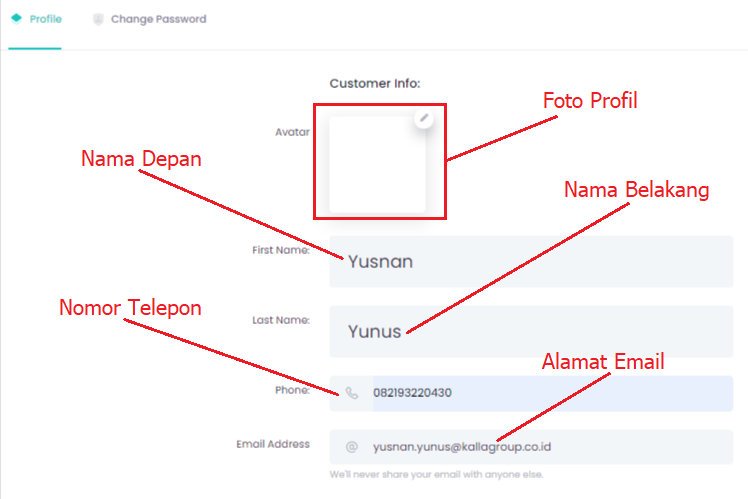 Profile
Change Password
Customer Info:
Foto Profil
Avatar
Nama Depan
Nama Belakang
First Name:
Yusnan
Nomor Telepon
Last Name:
Yunus
Alamat Email
Phone:
082193220430
Email Address
@ yusnan.yunus@kallagroup.co.id
We'll never share your email with anyone else.